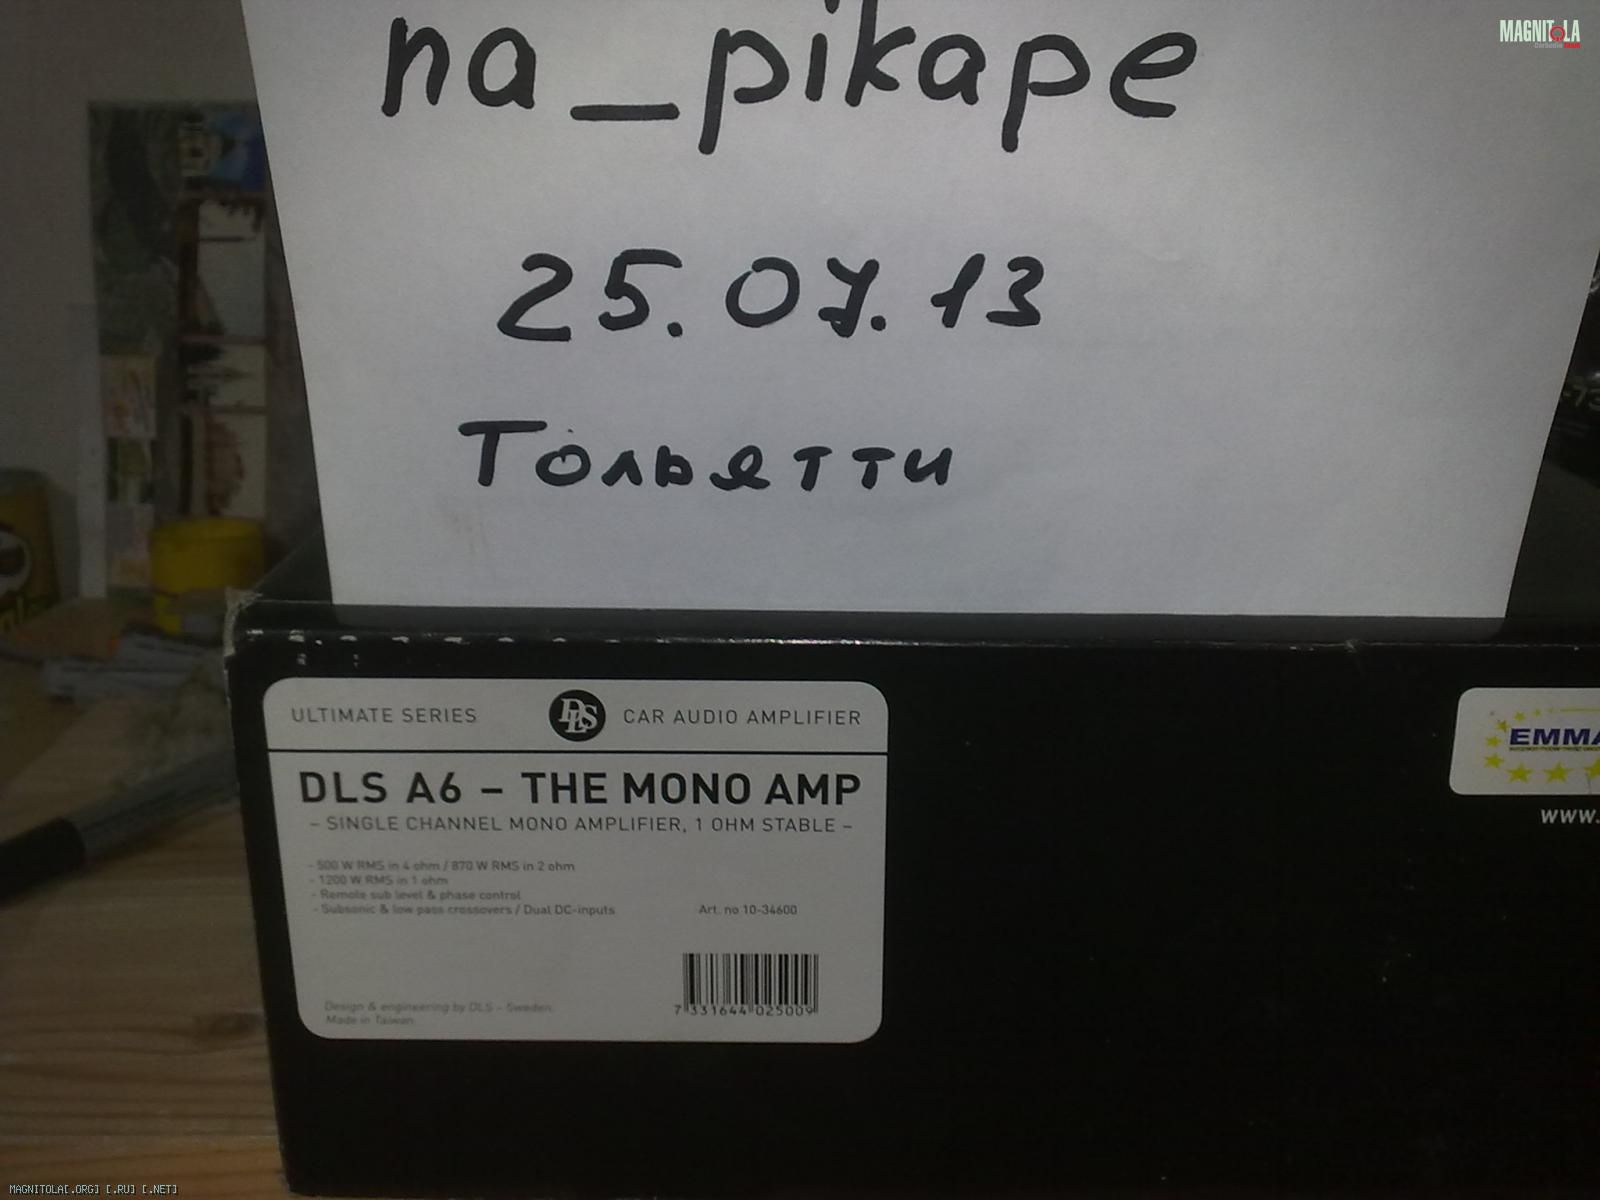 MAGNITOLA
na_pikape
25.07.13
Тольятти
ULTIMATE SERIES DLS CAR AUDIO AMPLIFIER
DLS A6 – THE MONO AMP
– SINGLE CHANNEL MONO AMPLIFIER, 1 OHM STABLE –
- 500 W RMS in 4 ohm / 870 W RMS in 2 ohm
- 1200 W RMS in 1 ohm
- Remote sub level & phase control
- Subsonic & low pass crossovers / Dual DC-inputs
Art. no 10-34600
7 331644 025009
Design & engineering by DLS - Sweden.
Made in Taiwan
EMMA
www.
-73
MAGNITOLA[.ORG] [.RU] [.NET]